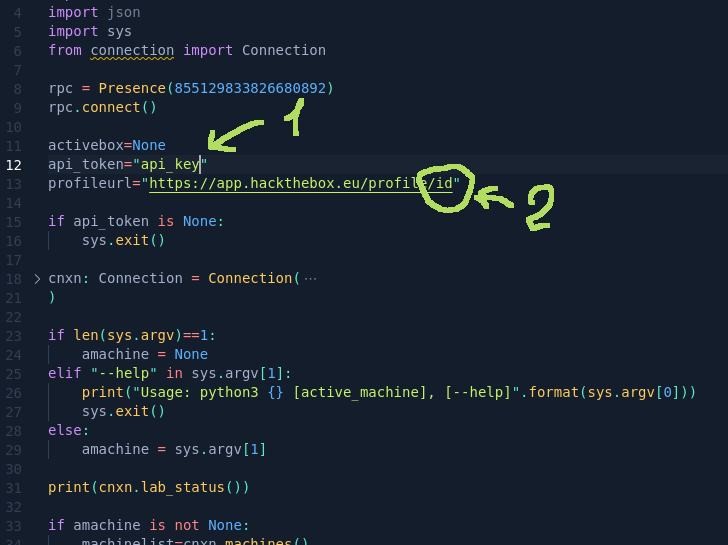 4 import json
5 import sys
6 from connection import Connection
7
8 rpc = Presence(855129833826680892)
9 rpc.connect()
10
1
11 activebox=None
12 api_token="api_key"
13 profileurl="https://app.hackthebox.eu/profile/id"
2
14
15 if api_token is None:
16 sys.exit()
17
18 > cnxn: Connection = Connection(···
21 )
22
23 if len(sys.argv)==1:
24 amachine = None
25 elif "--help" in sys.argv[1]:
26 print("Usage: python3 {} [active_machine], [--help]".format(sys.argv[0]))
27 sys.exit()
28 else:
29 amachine = sys.argv[1]
30
31 print(cnxn.lab_status())
32
33 if amachine is not None:
34 machinelist=cnxn.machines()